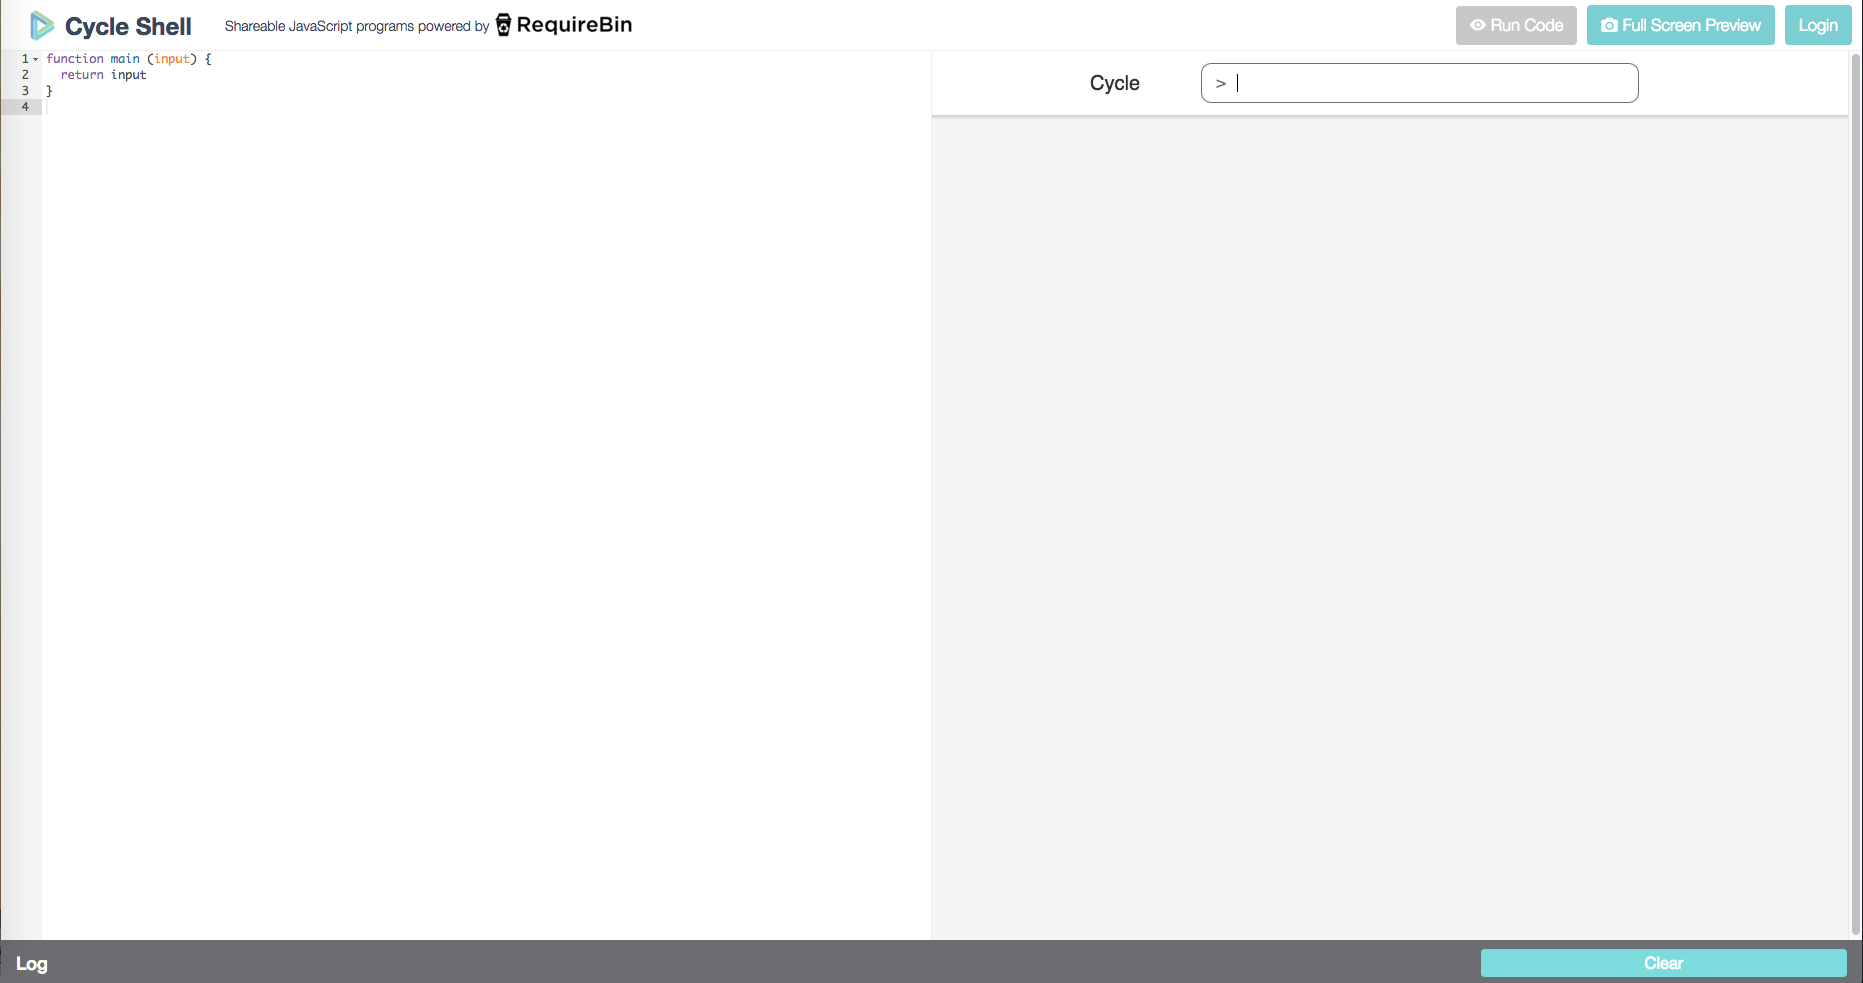 Cycle Shell
Shareable JavaScript programs powered by RequireBin
Run Code
Full Screen Preview
Login
1 function main (input) {
2   return input
3 }
4
Cycle
>
Log
Clear